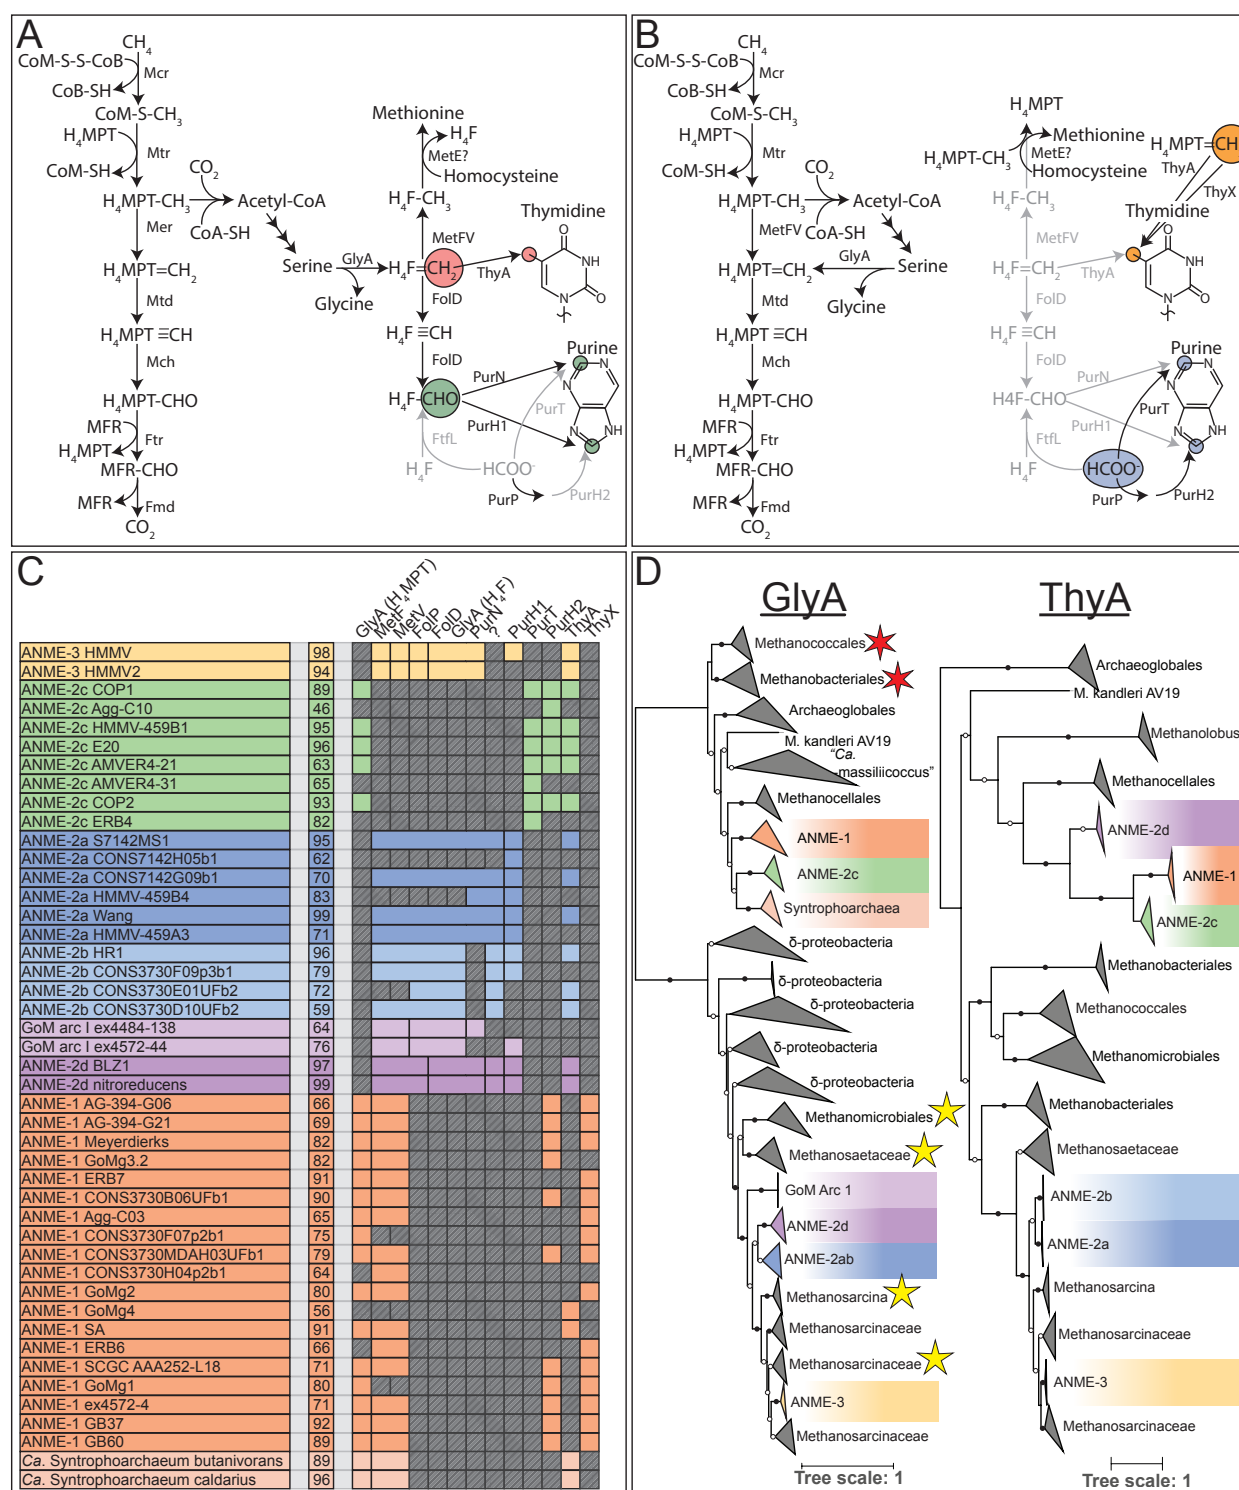 A
CH4
CoM-S-S-CoB
Mcr
CoB-SH
CoM-S-CH3
H4MPT
Mtr
CoM-SH
CO2
H4MPT-CH3
Acetyl-CoA
Mer
CoA-SH
H4MPT=CH2
Serine
GlyA
Glycine
Mtd
H4MPT≡CH
Mch
H4MPT-CHO
MFR
Ftr
H4MPT
MFR-CHO
MFR
Fmd
CO2
Methionine
H4F
MetE?
Homocysteine
H4F-CH3
MetFV
Thymidine
H4F=CH2
ThyA
FolD
H4F≡CH
FolD
H4F-CHO
PurN
Purine
PurT
PurH1
FtfL
H4F
HCOO-
PurP
PurH2
O
NH
N
O
N
N
N
NH
B
CH4
CoM-S-S-CoB
Mcr
CoB-SH
CoM-S-CH3
H4MPT
Mtr
CoM-SH
CO2
H4MPT-CH3
Acetyl-CoA
MetFV
CoA-SH
H4MPT=CH2
GlyA
Serine
Glycine
Mtd
H4MPT≡CH
Mch
H4MPT-CHO
MFR
Ftr
H4MPT
MFR-CHO
MFR
Fmd
CO2
H4MPT
Methionine
H4MPT-CH3
MetE?
Homocysteine
H4MPT=CH
ThyA
ThyX
H4F-CH3
Thymidine
MetFV
H4F=CH2
ThyA
FolD
H4F≡CH
FolD
H4F-CHO
PurN
Purine
PurT
PurH1
FtfL
H4F
HCOO-
PurP
PurH2
O
NH
N
O
N
N
N
NH
C
GlyA (H4MPT)
MetF
MetV
FolP
FolD
GlyA (H4F)
PurN
?
PurH1
PurT
PurH2
ThyA
ThyX
ANME-3 HMMV 98
ANME-3 HMMV2 94
ANME-2c COP1 89
ANME-2c Agg-C10 46
ANME-2c HMMV-459B1 95
ANME-2c E20 96
ANME-2c AMVER4-21 63
ANME-2c AMVER4-31 65
ANME-2c COP2 93
ANME-2c ERB4 82
ANME-2a S7142MS1 95
ANME-2a CONS7142H05b1 62
ANME-2a CONS7142G09b1 70
ANME-2a HMMV-459B4 83
ANME-2a Wang 99
ANME-2a HMMV-459A3 71
ANME-2b HR1 96
ANME-2b CONS3730F09p3b1 79
ANME-2b CONS3730E01UFb2 72
ANME-2b CONS3730D10UFb2 59
GoM arc I ex4484-138 64
GoM arc I ex4572-44 76
ANME-2d BLZ1 97
ANME-2d nitroreducens 99
ANME-1 AG-394-G06 66
ANME-1 AG-394-G21 69
ANME-1 Meyerdierks 82
ANME-1 GoMg3.2 82
ANME-1 ERB7 91
ANME-1 CONS3730B06UFb1 90
ANME-1 Agg-C03 65
ANME-1 CONS3730F07p2b1 75
ANME-1 CONS3730MDAH03UFb1 79
ANME-1 CONS3730H04p2b1 64
ANME-1 GoMg2 80
ANME-1 GoMg4 56
ANME-1 SA 91
ANME-1 ERB6 66
ANME-1 SCGC AAA252-L18 71
ANME-1 GoMg1 80
ANME-1 ex4572-4 71
ANME-1 GB37 92
ANME-1 GB60 89
Ca. Syntrophoarchaeum butanivorans 89
Ca. Syntrophoarchaeum caldarius 96
D
GlyA
Methanococcales
Methanobacteriales
Archaeoglobales
M. kandleri AV19
"Ca.
massiliicoccus"
Methanocellales
ANME-1
ANME-2c
Syntrophoarchaea
δ-proteobacteria
δ-proteobacteria
δ-proteobacteria
δ-proteobacteria
δ-proteobacteria
Methanomicrobiales
Methanosaetaceae
GoM Arc 1
ANME-2d
ANME-2ab
Methanosarcina
Methanosarcinaceae
Methanosarcinaceae
ANME-3
Methanosarcinaceae
Tree scale: 1
ThyA
Archaeoglobales
M. kandleri AV19
Methanolobus
Methanocellales
ANME-2d
ANME-1
ANME-2c
Methanobacteriales
Methanococcales
Methanomicrobiales
Methanobacteriales
Methanosaetaceae
ANME-2b
ANME-2a
Methanosarcina
Methanosarcinaceae
ANME-3
Methanosarcinaceae
Tree scale: 1